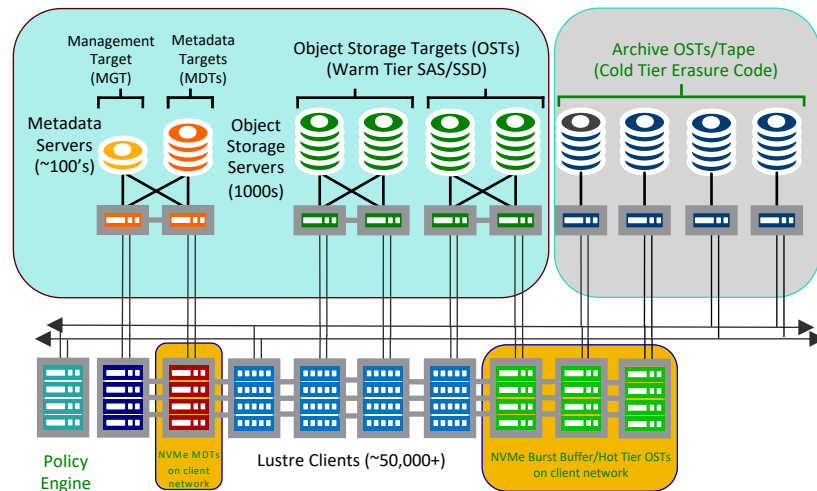 Management
Target
(MGT)
Metadata
Targets
(MDTs)
Object Storage Targets (OSTs)
(Warm Tier SAS/SSD)
Archive OSTs/Tape
(Cold Tier Erasure Code)
Metadata
Servers
(~100's)
Object
Storage
Servers
(1000s)
Policy
Engine
NVMe MDTs
on client
network
Lustre Clients (~50,000+)
NVMe Burst Buffer/Hot Tier OSTs
on client network